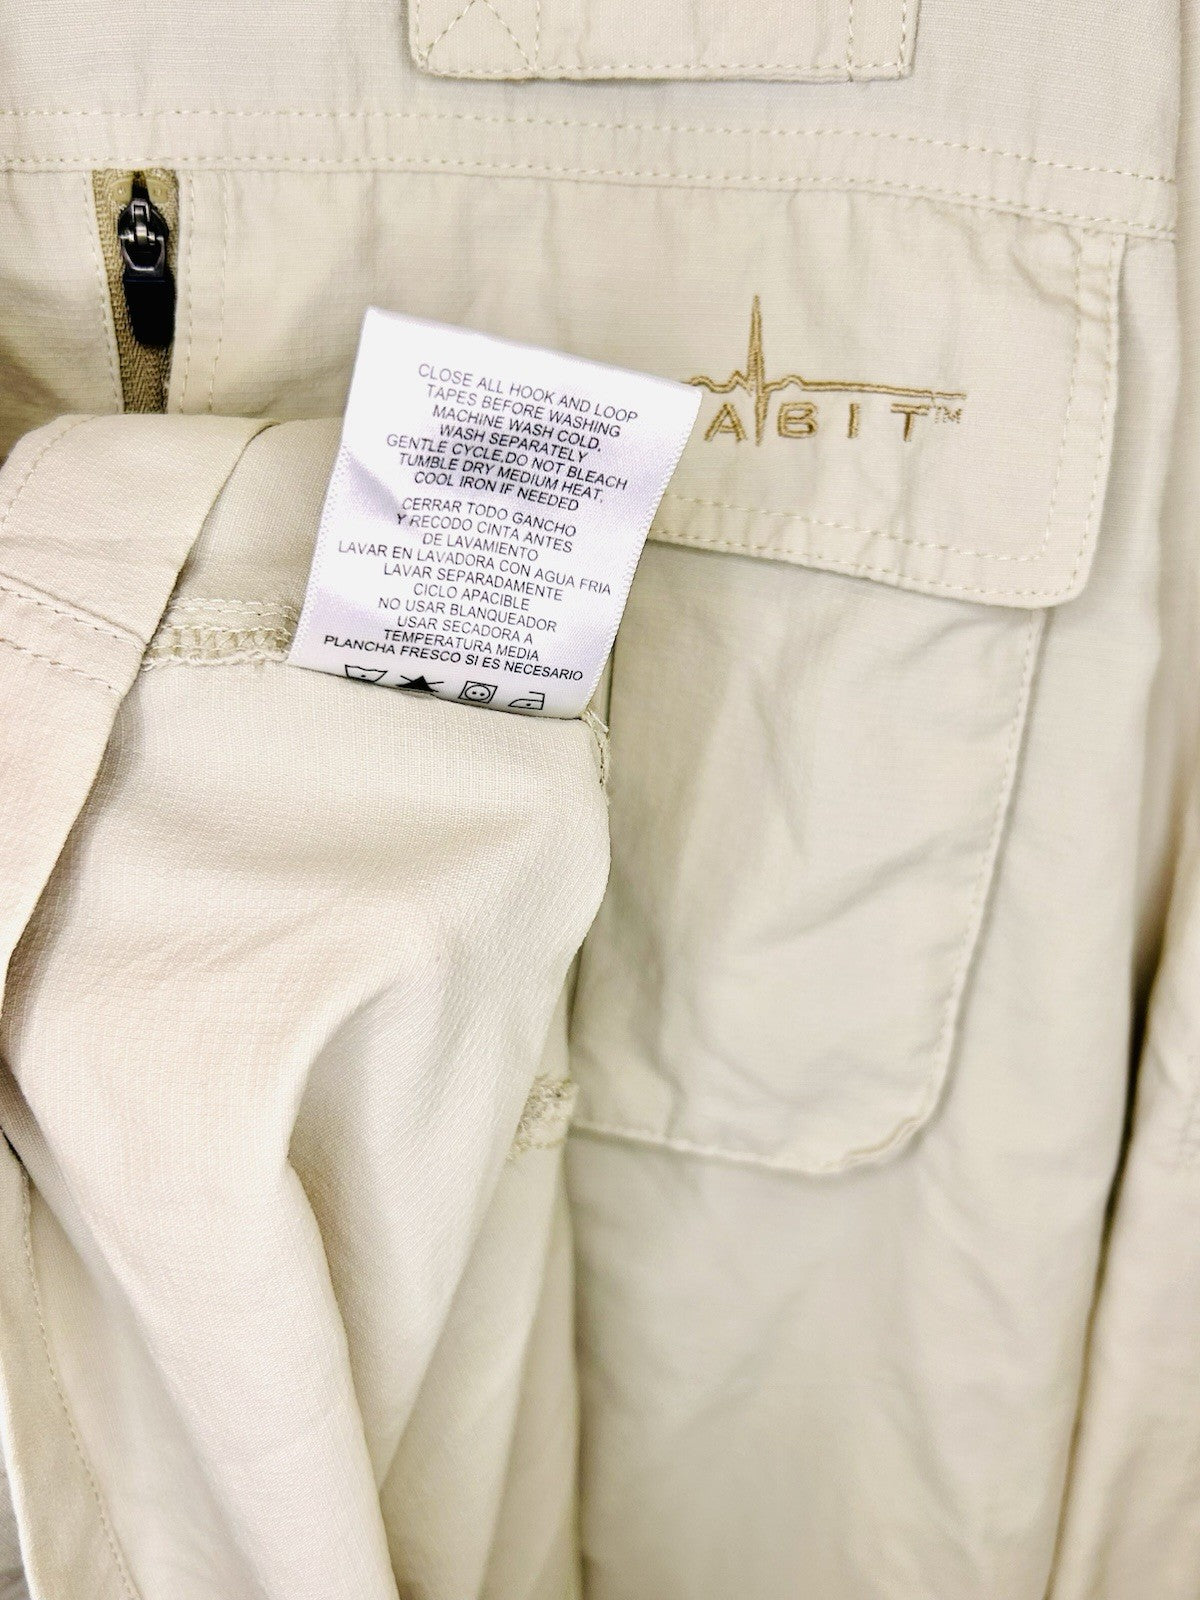 CLOSE ALL HOOK AND LOOP
TAPES BEFORE WASHING
MACHINE WASH COLD,
WASH SEPARATELY
GENTLE CYCLE.DO NOT BLEACH
TUMBLE DRY MEDIUM HEAT,
COOL IRON IF NEEDED
CERRAR TODO GANCHO
Y RECODO CINTA ANTES
DE LAVAMIENTO
LAVAR EN LAVADORA CON AGUA FRIA
LAVAR SEPARADAMENTE
CICLO APACIBLE
NO USAR BLANQUEADOR
USAR SECADORA A
TEMPERATURA MEDIA
PLANCHA FRESCO SI ES NECESARIO
ABIT™